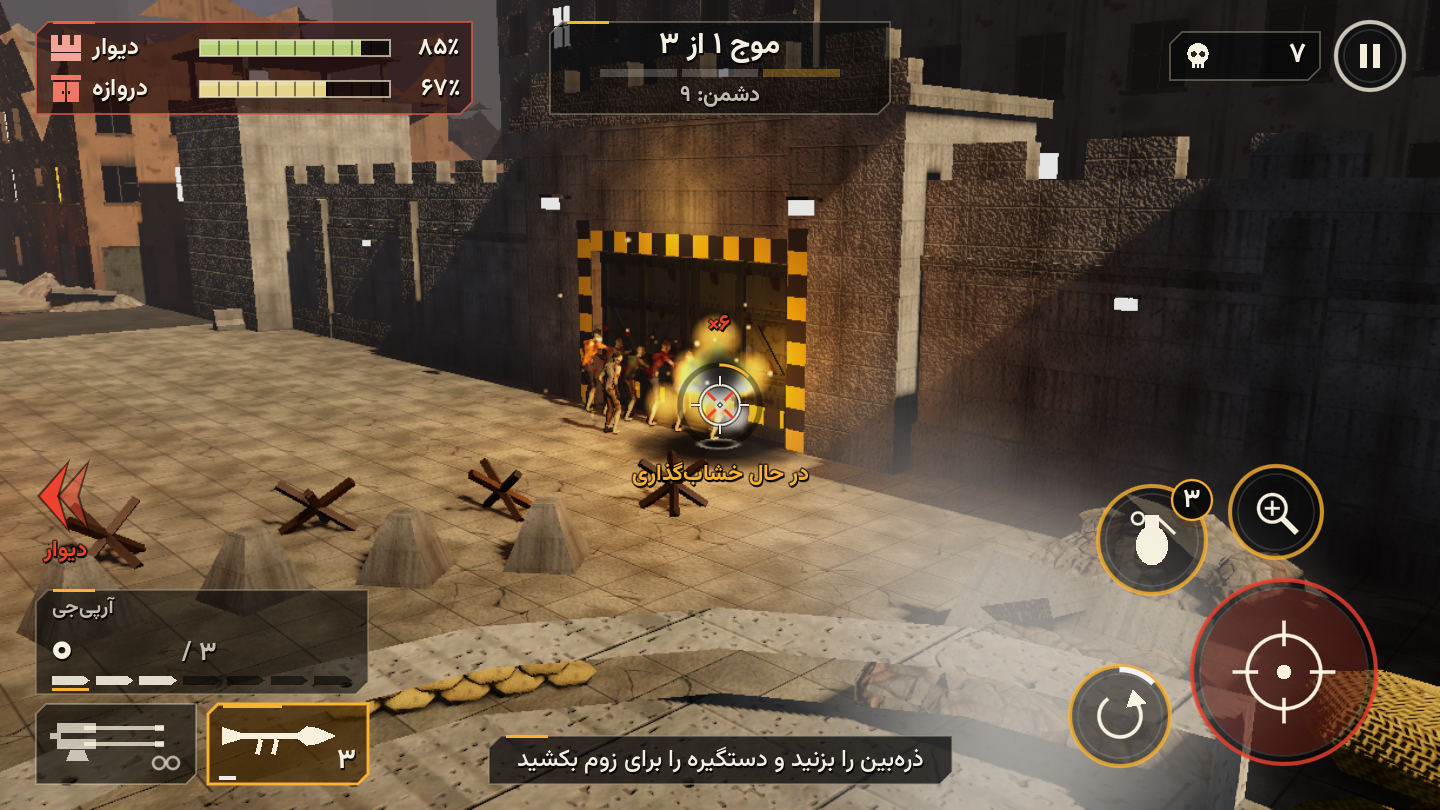 دیوار ۸۵٪
دروازه ۶۷٪
موج ۱ از ۳
دشمن: ۹
۷
×۶
در حال خشاب‌گذاری
دیوار
۳
آرپی‌جی
۰ / ۳
∞
۳
ذره‌بین را بزنید و دستگیره را برای زوم بکشید